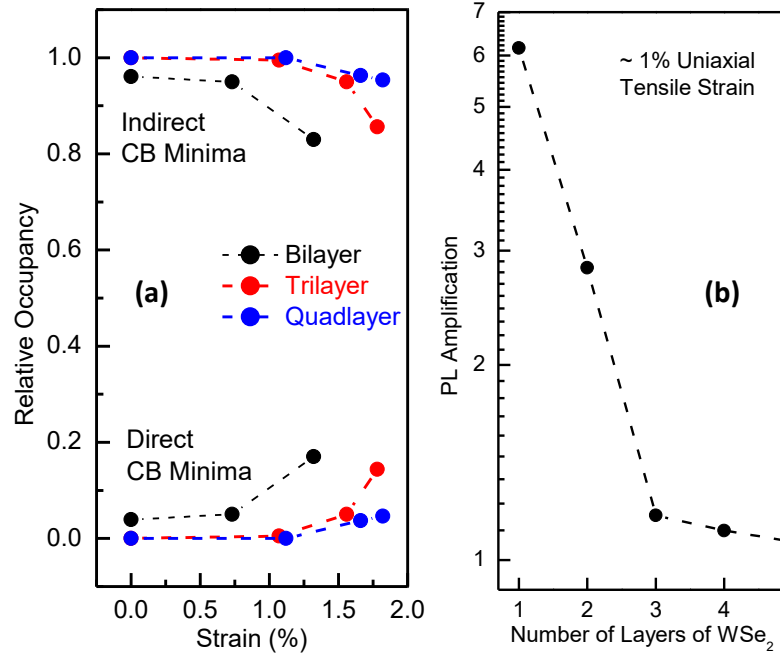 1.0
0.8
0.6
0.4
0.2
0.0
Relative Occupancy
Indirect
CB Minima
(a)
Bilayer
Trilayer
Quadlayer
Direct
CB Minima
0.0 0.5 1.0 1.5 2.0
Strain (%)
7
6
5
4
3
2
1
PL Amplification
~ 1% Uniaxial
Tensile Strain
(b)
1 2 3 4
Number of Layers of WSe₂